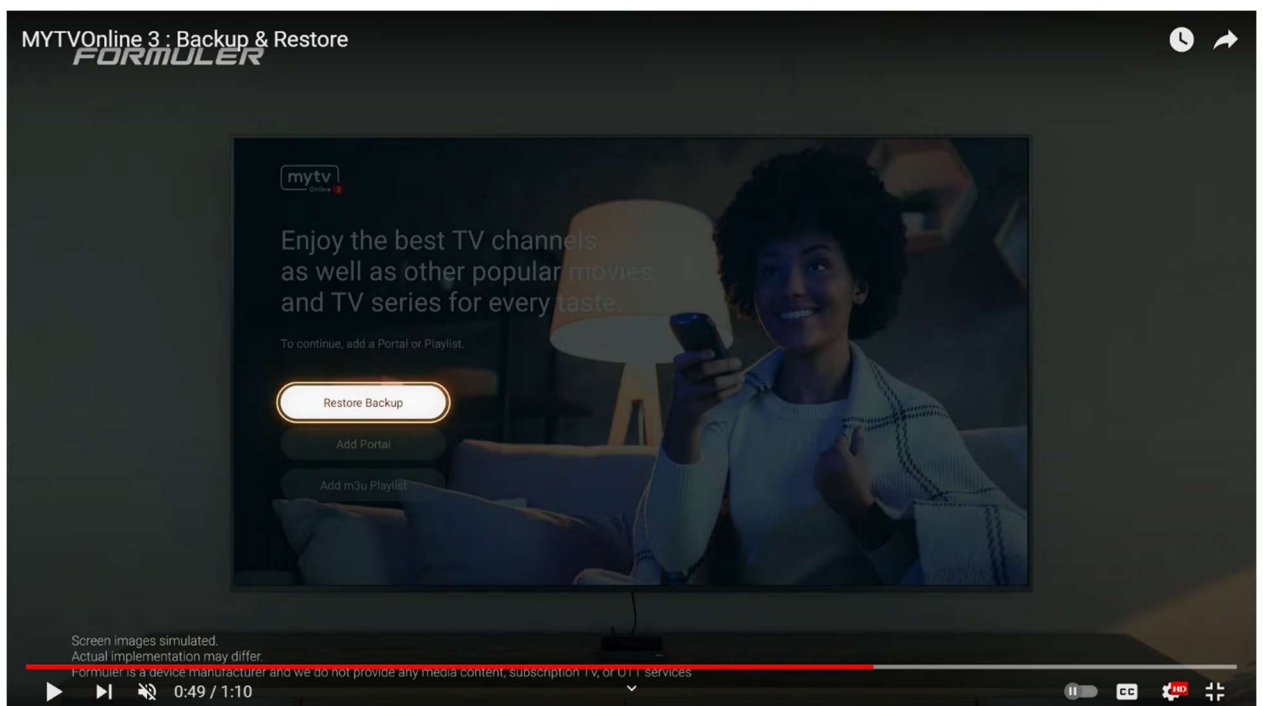 MYTVOnline 3 : Backup & Restore
FORMULER
mytv
Online 3
Enjoy the best TV channels
as well as other popular movies
and TV series for every taste.
To continue, add a Portal or Playlist.
Restore Backup
Add Portal
Add m3u Playlist
Screen images simulated.
Actual implementation may differ.
Formuler is a device manufacturer and we do not provide any media content, subscription TV, or OTT services
0:49 / 1:10
CC
HD